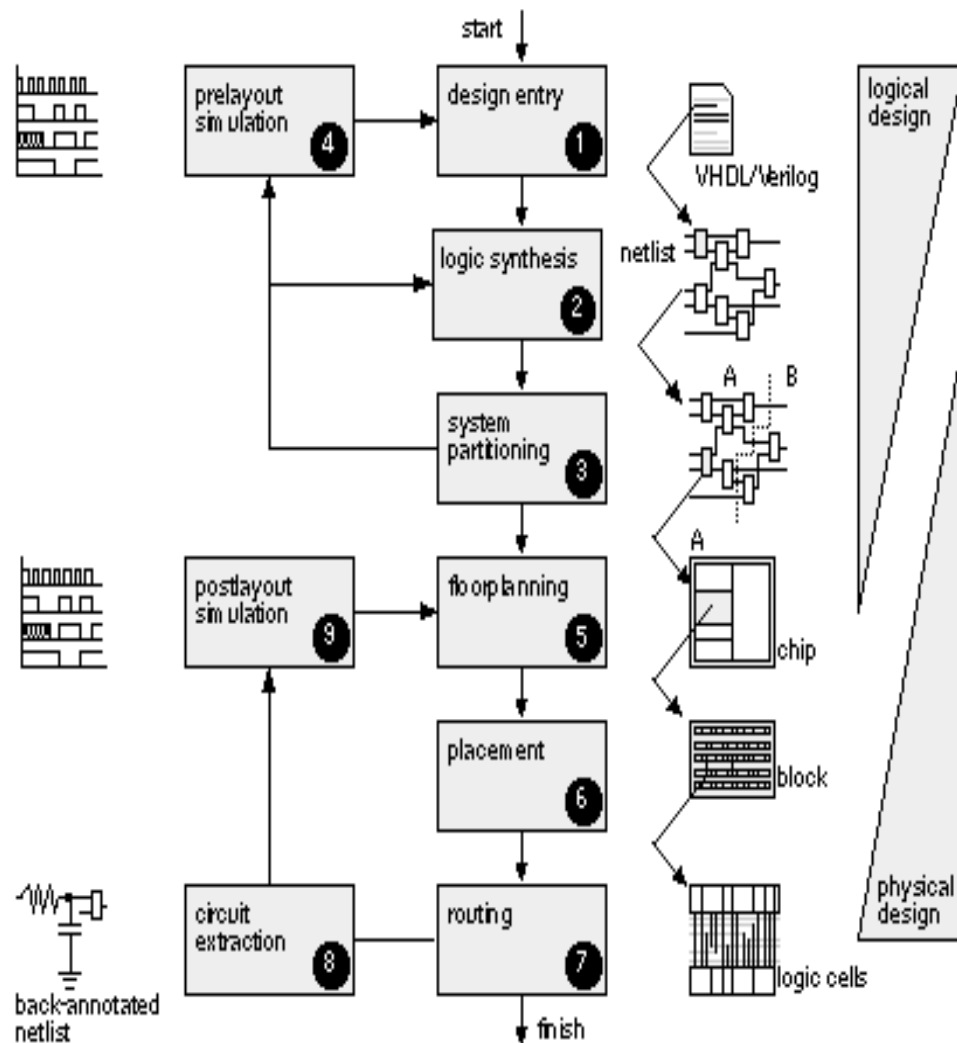 start
prelayout
simulation
4
design entry
1
logical
design
VHDL/Verilog
logic synthesis
2
netlist
A
B
system
partitioning
3
postlayout
simulation
9
floorplanning
5
A
chip
placement
6
block
circuit
extraction
8
routing
7
physical
design
logic cells
back-annotated
netlist
finish